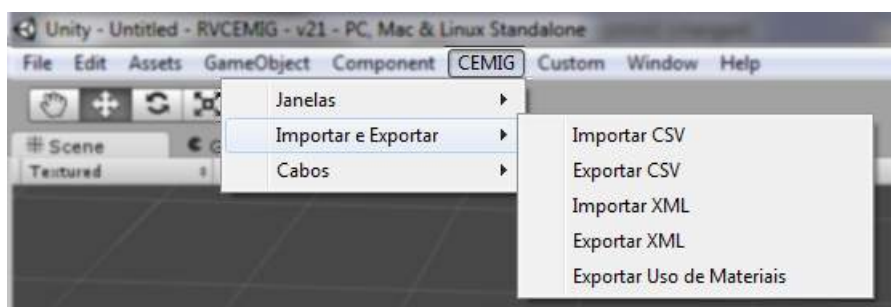 Unity - Untitled - RVCEMIG - v21 - PC, Mac & Linux Standalone
File Edit Assets GameObject Component CEMIG Custom Window Help
Janelas
Importar e Exportar
Cabos
Importar CSV
Exportar CSV
Importar XML
Exportar XML
Exportar Uso de Materiais
Scene
Textured